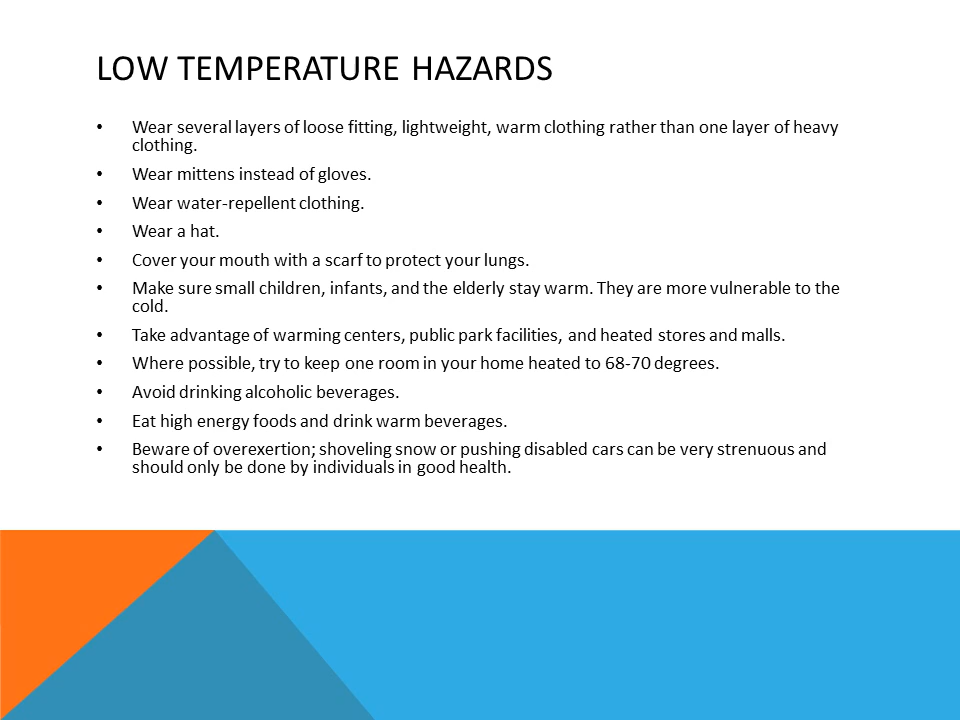 LOW TEMPERATURE HAZARDS
• Wear several layers of loose fitting, lightweight, warm clothing rather than one layer of heavy
clothing.
• Wear mittens instead of gloves.
• Wear water-repellent clothing.
• Wear a hat.
• Cover your mouth with a scarf to protect your lungs.
• Make sure small children, infants, and the elderly stay warm. They are more vulnerable to the
cold.
• Take advantage of warming centers, public park facilities, and heated stores and malls.
• Where possible, try to keep one room in your home heated to 68-70 degrees.
• Avoid drinking alcoholic beverages.
• Eat high energy foods and drink warm beverages.
• Beware of overexertion; shoveling snow or pushing disabled cars can be very strenuous and
should only be done by individuals in good health.